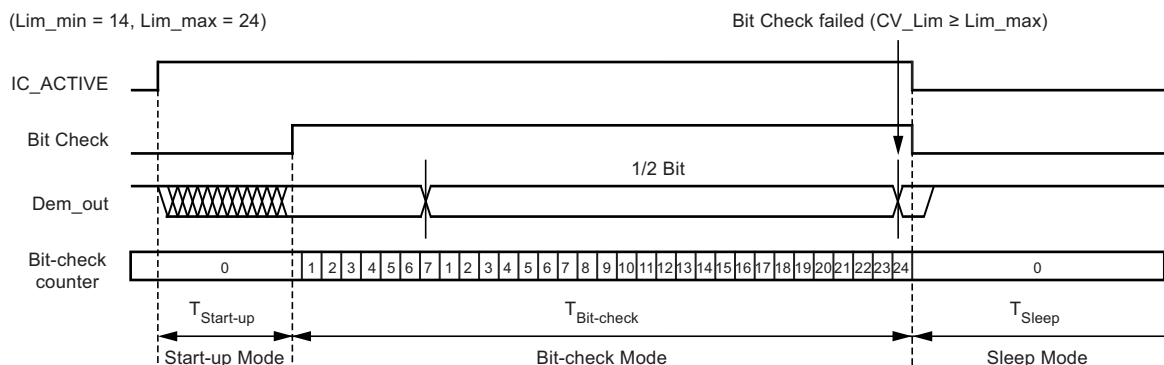 (Lim_min = 14, Lim_max = 24)
Bit Check failed (CV_Lim ≥ Lim_max)
IC_ACTIVE
Bit Check
1/2 Bit
Dem_out
Bit-check
counter
0 1 2 3 4 5 6 7 1 2 3 4 5 6 7 8 9 10 11 12 13 14 15 16 17 18 19 20 21 22 23 24 0
T_Start-up T_Bit-check T_Sleep
Start-up Mode Bit-check Mode Sleep Mode